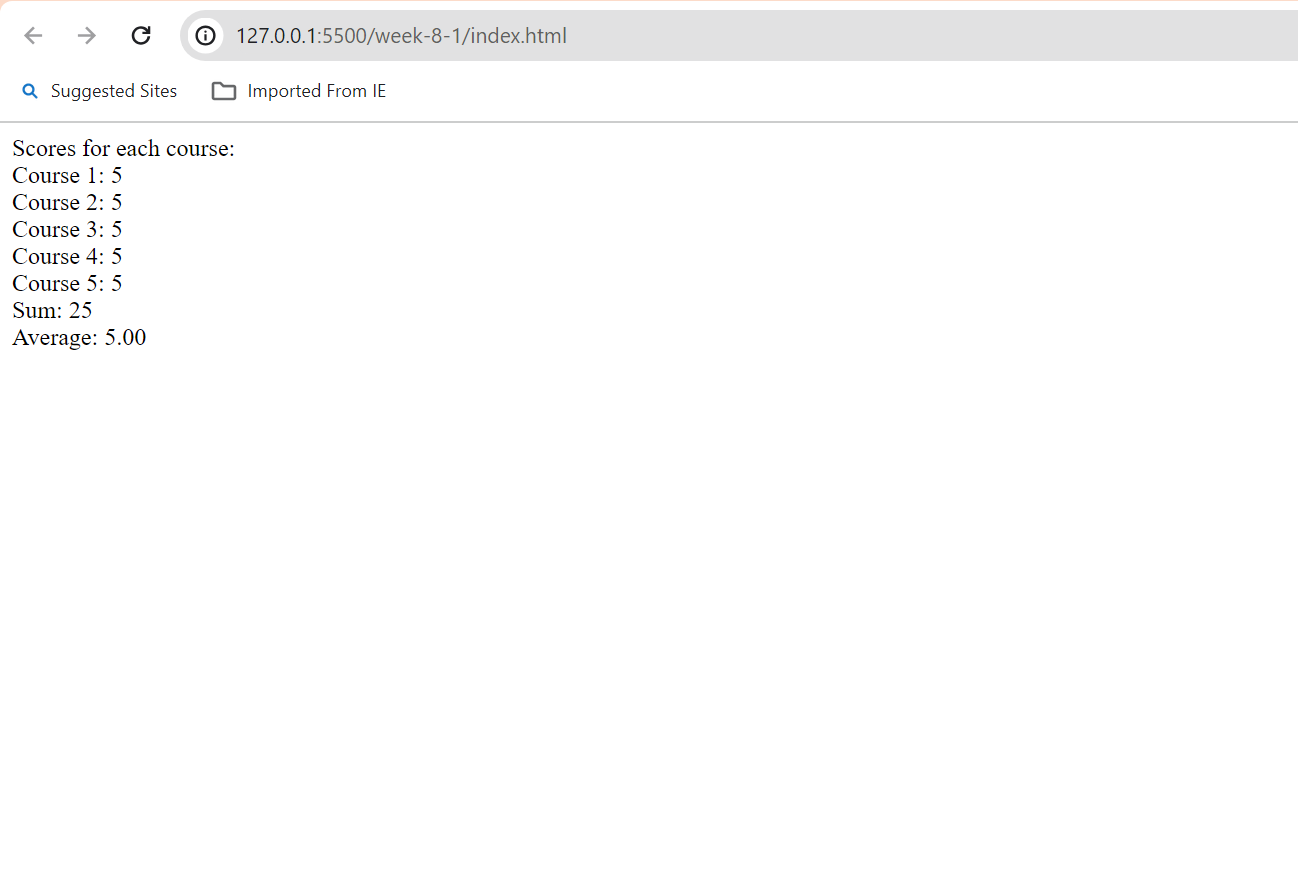 127.0.0.1:5500/week-8-1/index.html
Suggested Sites Imported From IE
Scores for each course:
Course 1: 5
Course 2: 5
Course 3: 5
Course 4: 5
Course 5: 5
Sum: 25
Average: 5.00